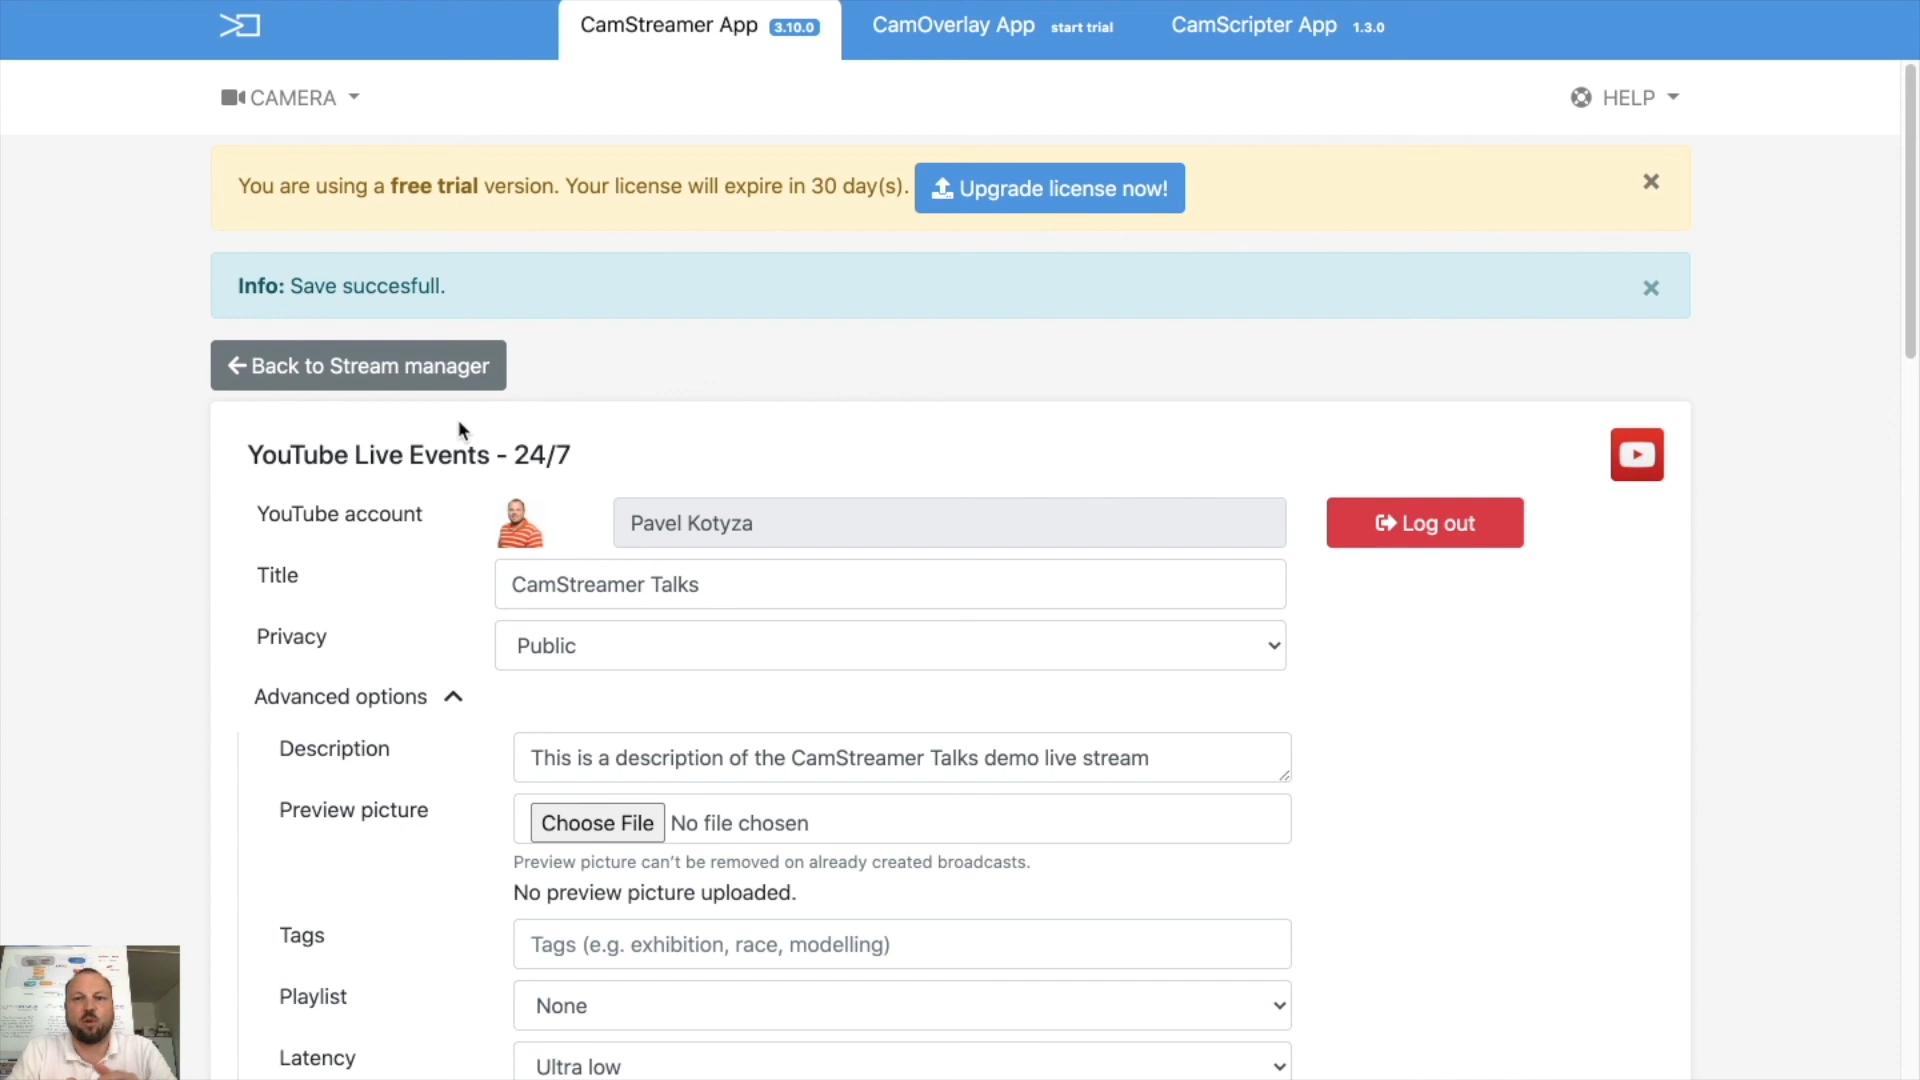 CamStreamer App 3.10.0
CamOverlay App start trial
CamScripter App 1.3.0
CAMERA
HELP
You are using a free trial version. Your license will expire in 30 day(s). Upgrade license now!
×
Info: Save succesfull.
×
Back to Stream manager
YouTube Live Events - 24/7
YouTube account Pavel Kotyza Log out
Title CamStreamer Talks
Privacy Public
Advanced options
Description This is a description of the CamStreamer Talks demo live stream
Preview picture Choose File No file chosen
Preview picture can't be removed on already created broadcasts.
No preview picture uploaded.
Tags Tags (e.g. exhibition, race, modelling)
Playlist None
Latency Ultra low